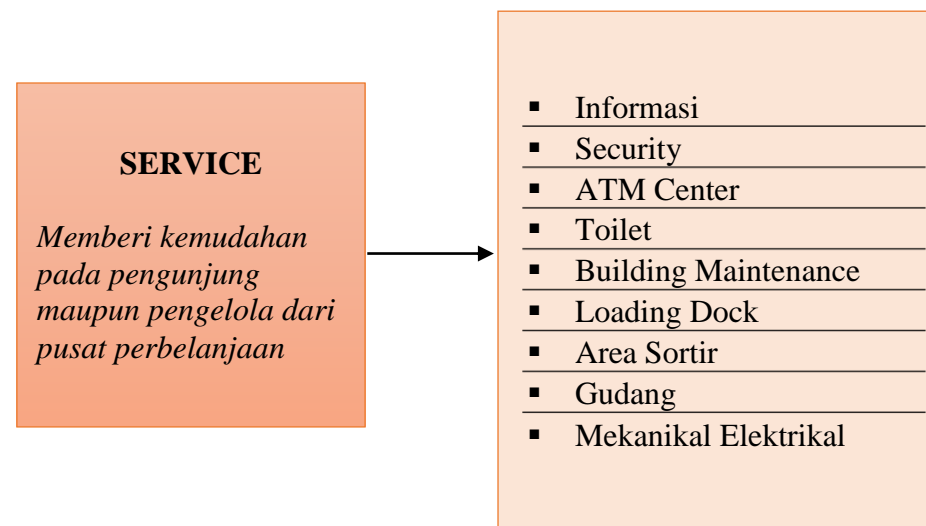 SERVICE
Memberi kemudahan
pada pengunjung
maupun pengelola dari
pusat perbelanjaan
▪ Informasi
▪ Security
▪ ATM Center
▪ Toilet
▪ Building Maintenance
▪ Loading Dock
▪ Area Sortir
▪ Gudang
▪ Mekanikal Elektrikal